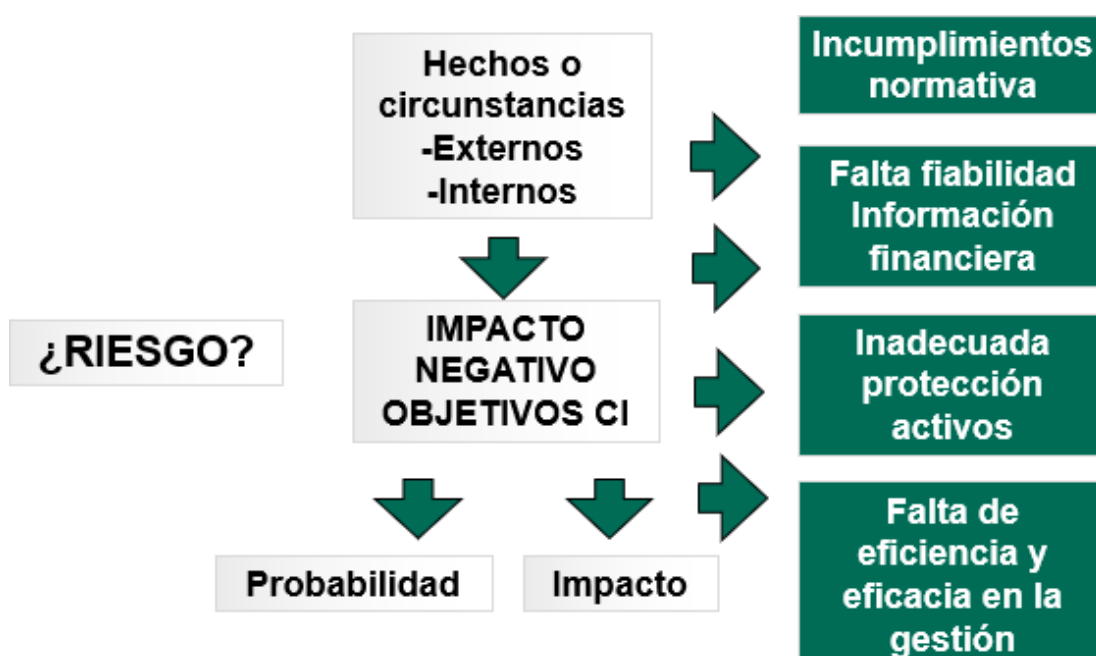 ¿RIESGO?
Hechos o
circunstancias
-Externos
-Internos
IMPACTO
NEGATIVO
OBJETIVOS CI
Probabilidad
Impacto
Incumplimientos
normativa
Falta fiabilidad
Información
financiera
Inadecuada
protección
activos
Falta de
eficiencia y
eficacia en la
gestión